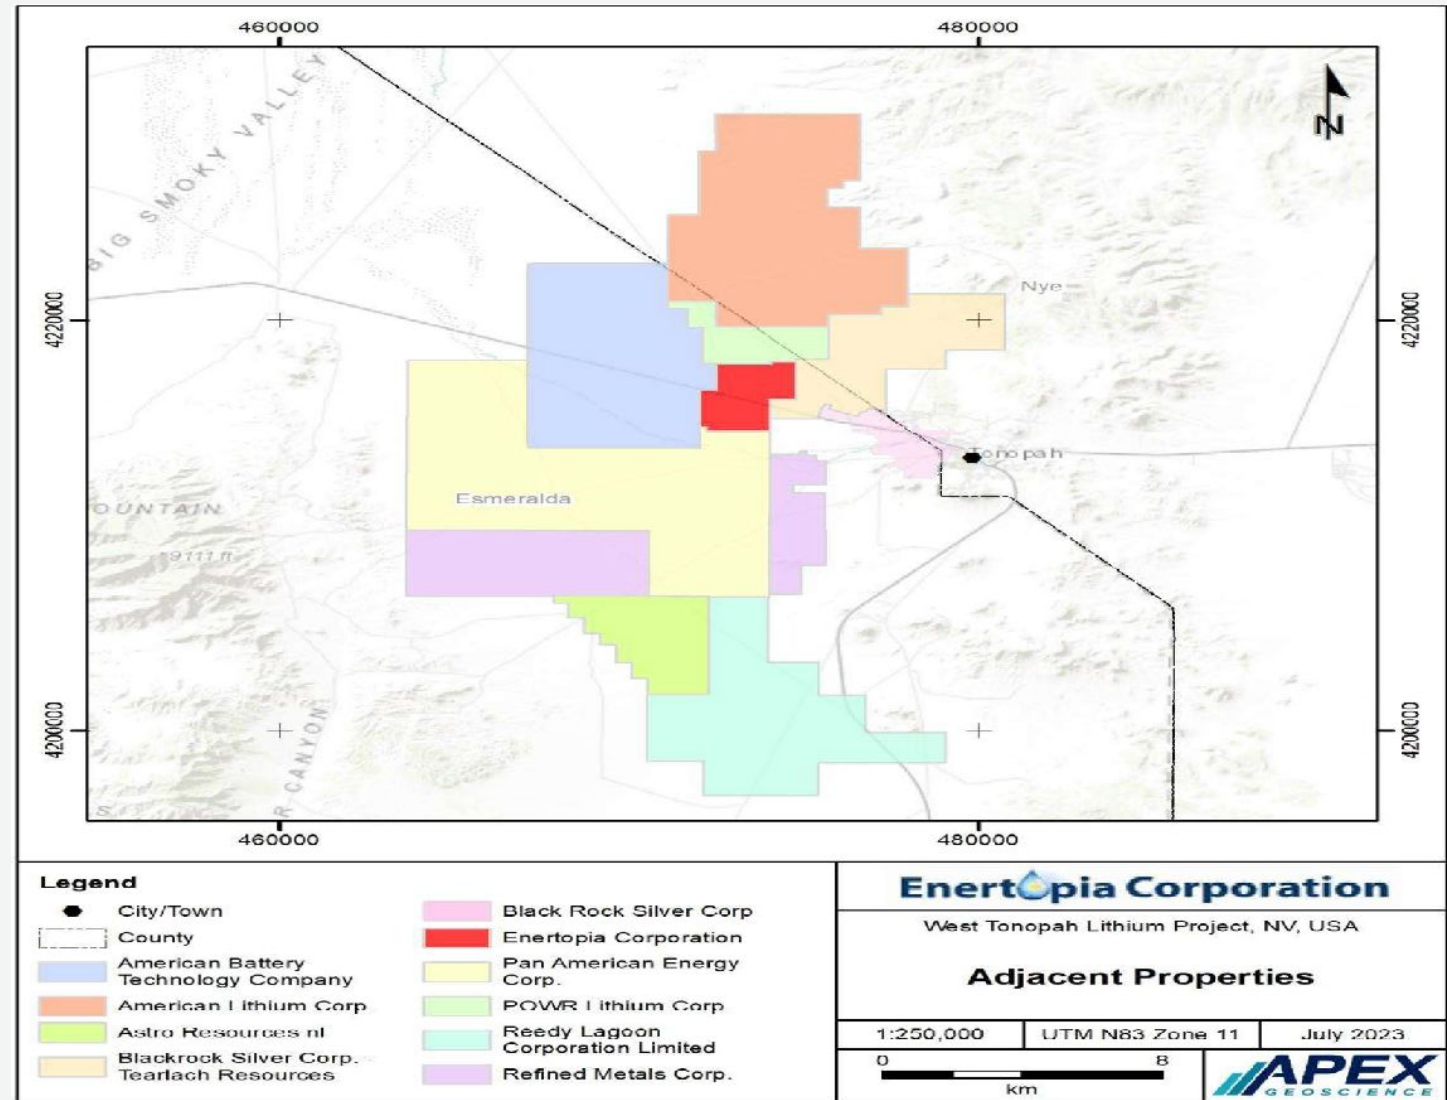 460000
480000
BIG SMOKY VALLEY
N
Nye
4220000
4220000
Tonopah
Esmeralda
OUNTAIN
9111 ft
R CANYON
S
4200000
4200000
460000
480000
Legend
City/Town
County
American Battery
Technology Company
American Lithium Corp
Astro Resources nl
Blackrock Silver Corp.
Tearlach Resources
Black Rock Silver Corp
Enertopia Corporation
Pan American Energy
Corp.
POWR Lithium Corp
Reedy Lagoon
Corporation Limited
Refined Metals Corp.
Enertopia Corporation
West Tonopah Lithium Project, NV, USA
Adjacent Properties
1:250,000
UTM N83 Zone 11
July 2023
0
8
km
APEX
GEOSCIENCE